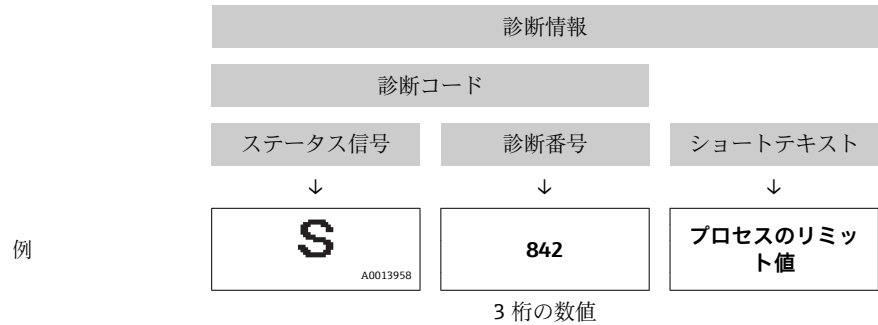 診断情報
診断コード
ステータス信号
診断番号
ショートテキスト
↓ ↓ ↓
例
S
A0013958
842
プロセスのリミッ
ト値
3 桁の数値